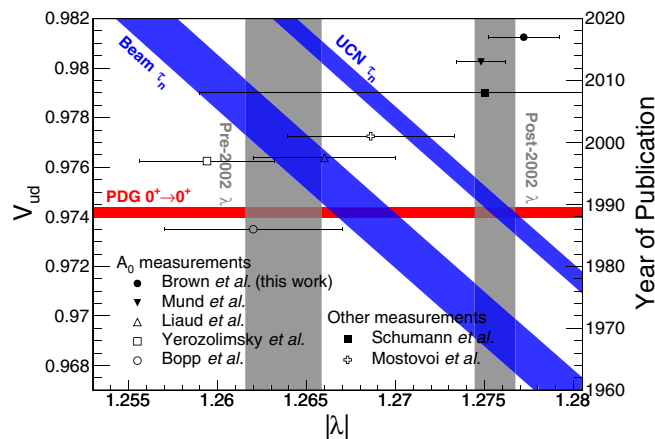 0.982
0.98
0.978
0.976
0.974
0.972
0.97
0.968
V_ud
2020
2010
2000
1990
1980
1970
1960
Year of Publication
1.255
1.26
1.265
1.27
1.275
1.28
|λ|
Beam τ_n
UCN τ_n
Pre-2002 λ
Post-2002 λ
PDG 0⁺→0⁺
A_0 measurements
Brown et al. (this work)
Mund et al.
Liaud et al.
Yerozolimsky et al.
Bopp et al.
Other measurements
Schumann et al.
Mostovoi et al.